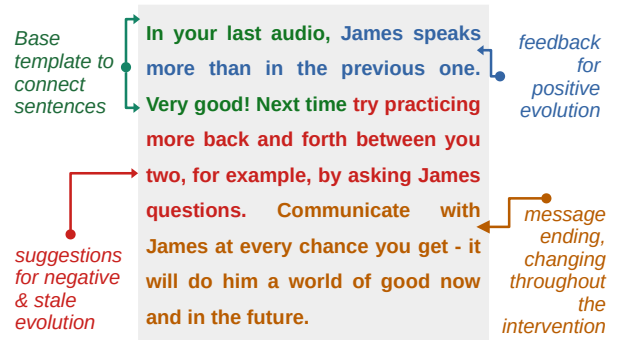 Base
template to
connect
sentences
In your last audio, James speaks
more than in the previous one.
Very good! Next time try practicing
more back and forth between you
two, for example, by asking James
questions. Communicate with
James at every chance you get - it
will do him a world of good now
and in the future.
feedback
for
positive
evolution
suggestions
for negative
& stale
evolution
message
ending,
changing
throughout
the
intervention